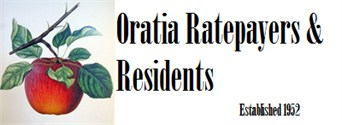 Oratia Ratepayers &
Residents
Established 1952